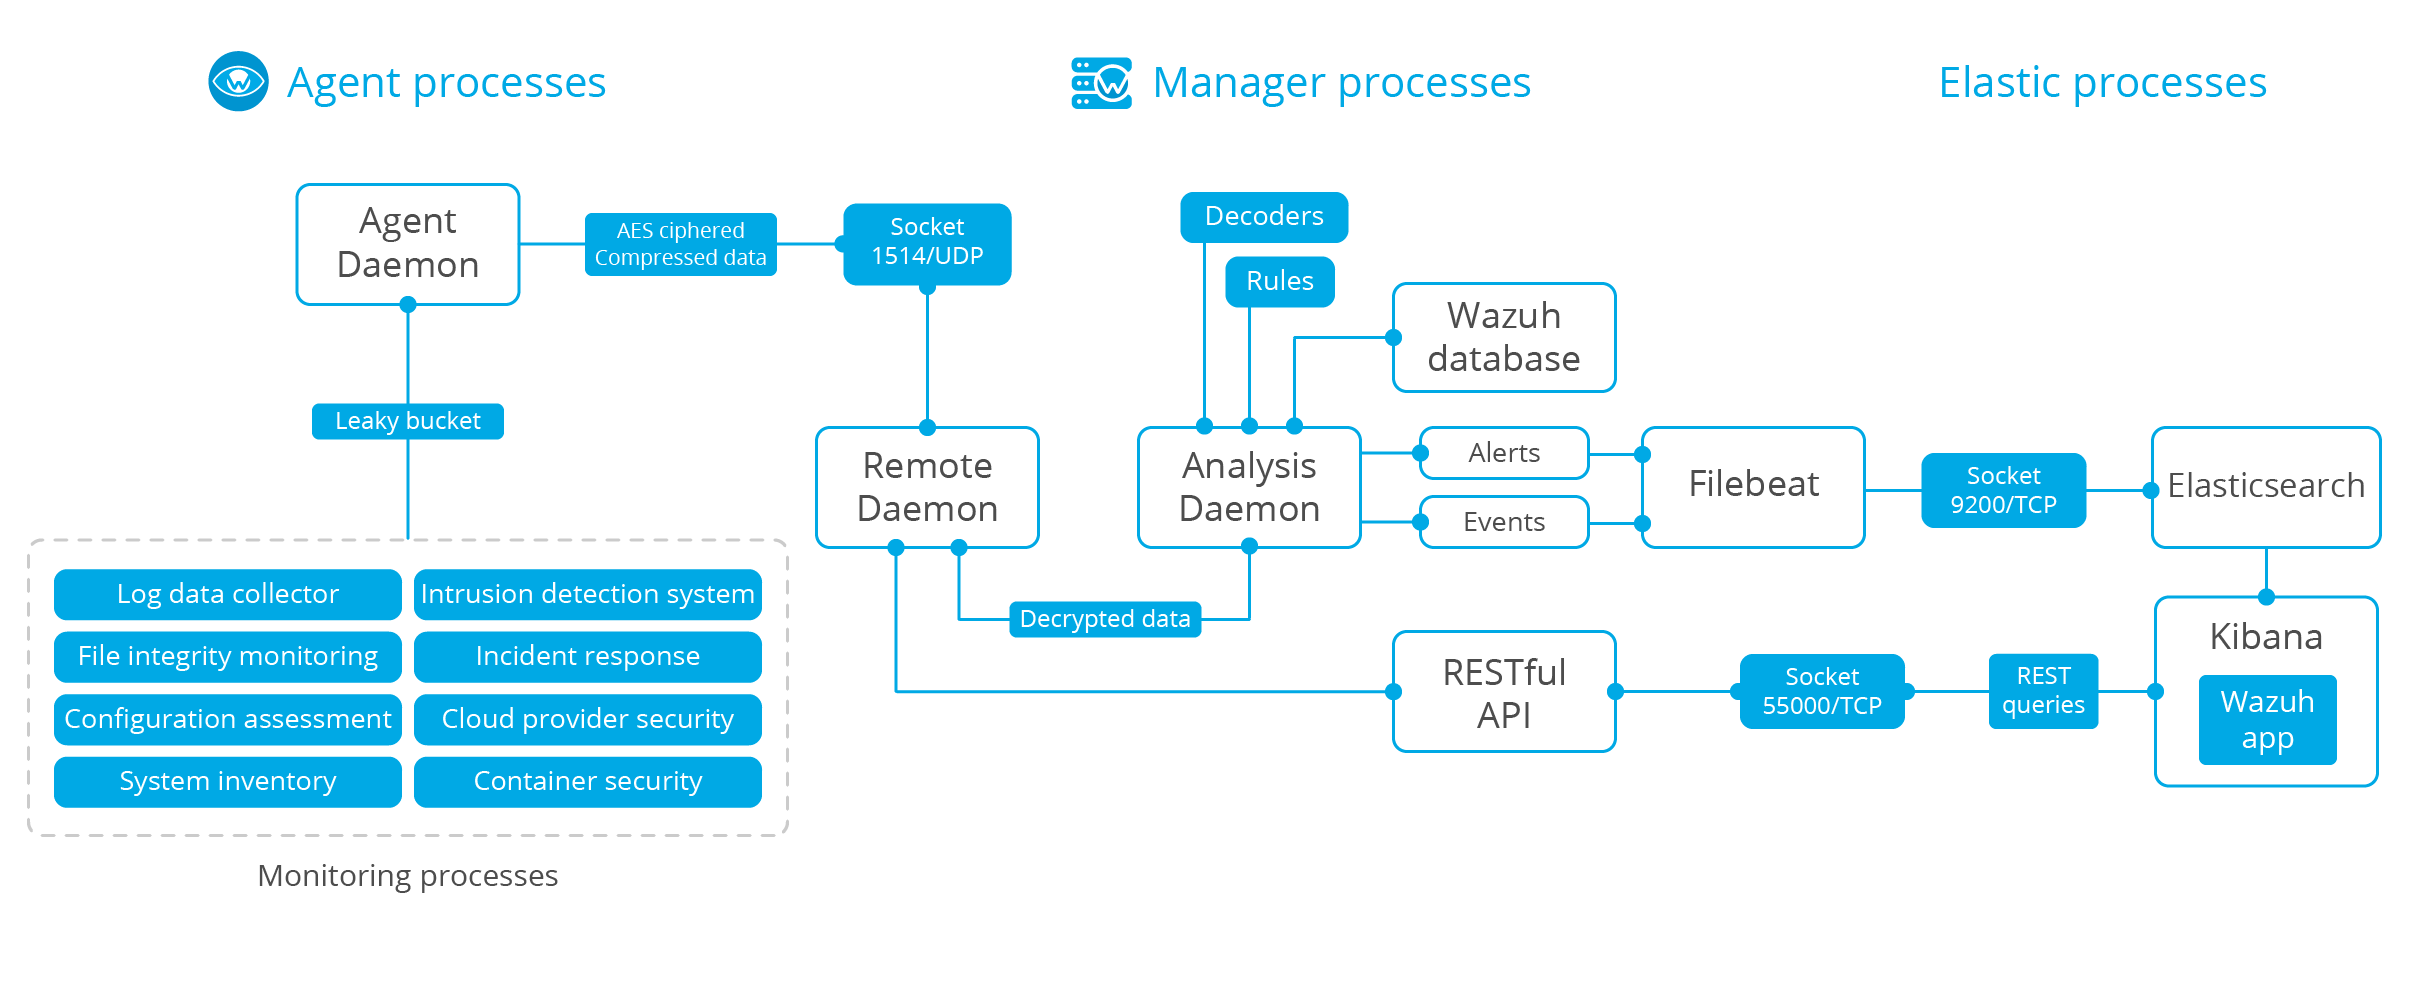 Agent processes
Manager processes
Elastic processes
Agent
Daemon
AES ciphered
Compressed data
Socket
1514/UDP
Decoders
Rules
Wazuh
database
Leaky bucket
Remote
Daemon
Analysis
Daemon
Alerts
Events
Filebeat
Socket
9200/TCP
Elasticsearch
Log data collector
Intrusion detection system
File integrity monitoring
Incident response
Configuration assessment
Cloud provider security
System inventory
Container security
Monitoring processes
Decrypted data
RESTful
API
Socket
55000/TCP
REST
queries
Kibana
Wazuh
app